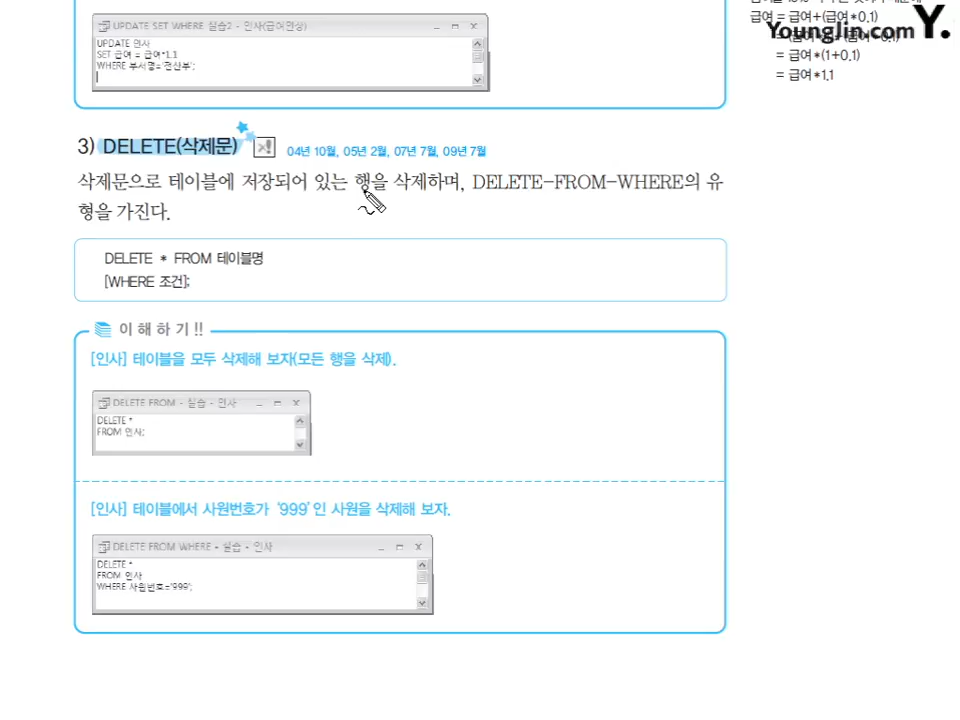 급여 = 급여+(급여*0.1)
= 급여*(1+0.1)
= 급여*1.1
Younglin.com Y.
UPDATE SET WHERE 실습2 - 인사(급여인상)
UPDATE 인사
SET 급여 = 급여*1.1
WHERE 부서명='전산부';
3) DELETE(삭제문) 04년 10월, 05년 2월, 07년 7월, 09년 7월
삭제문으로 테이블에 저장되어 있는 행을 삭제하며, DELETE-FROM-WHERE의 유
형을 가진다.
DELETE * FROM 테이블명
[WHERE 조건];
이 해 하 기 !!
[인사] 테이블을 모두 삭제해 보자(모든 행을 삭제).
DELETE FROM - 실습 - 인사
DELETE *
FROM 인사;
[인사] 테이블에서 사원번호가 '999'인 사원을 삭제해 보자.
DELETE FROM WHERE - 실습 - 인사
DELETE *
FROM 인사
WHERE 사원번호='999';